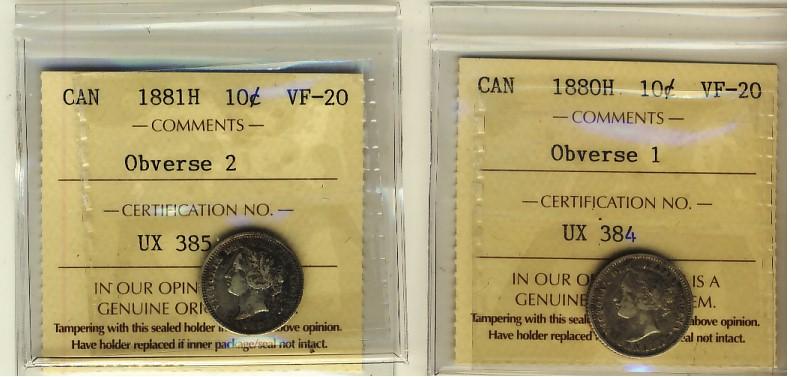 CAN 1881H 10¢ VF-20
— COMMENTS —
Obverse 2
— CERTIFICATION NO. —
UX 385
IN OUR OPIN
GENUINE ORI
Tampering with this sealed holder above opinion.
Have holder replaced if inner package/seal not intact.
CAN 1880H 10¢ VF-20
— COMMENTS —
Obverse 1
— CERTIFICATION NO. —
UX 384
IN OUR O IS A
GENUINE EM.
Tampering with this seal above opinion.
Have holder replaced eal not intact.